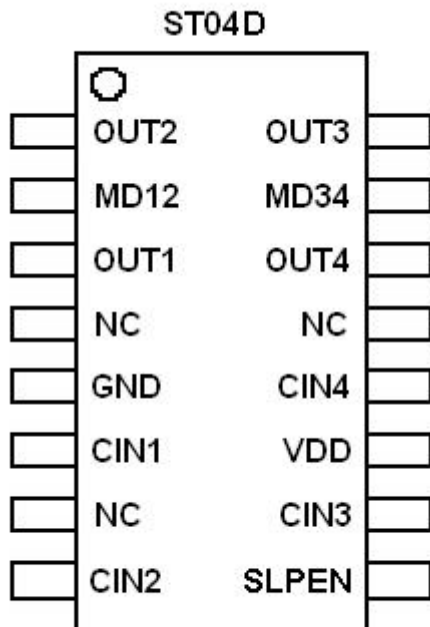 ST04D
OUT2 OUT3
MD12 MD34
OUT1 OUT4
NC NC
GND CIN4
CIN1 VDD
NC CIN3
CIN2 SLPEN